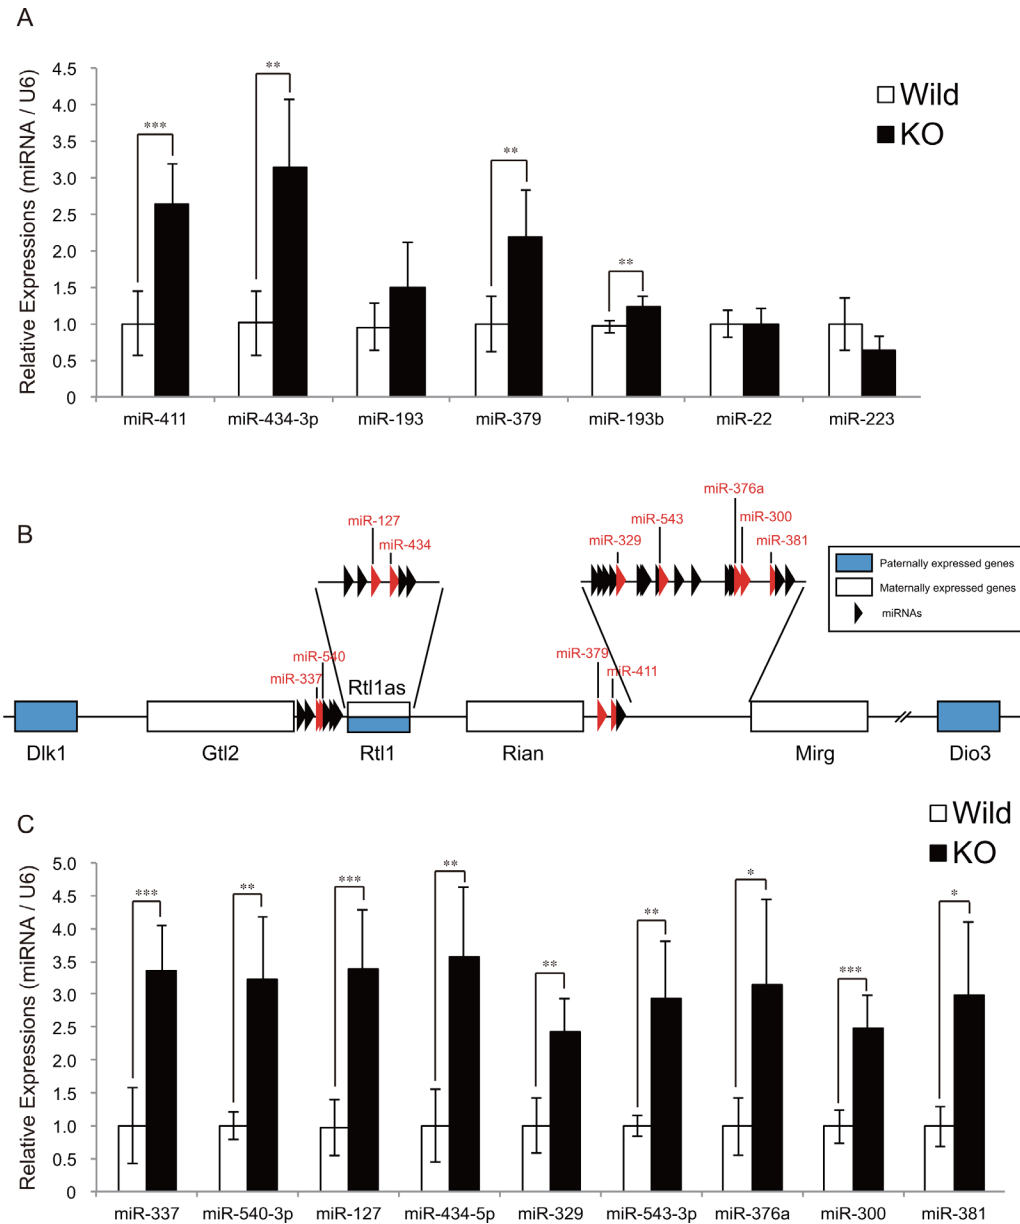 A
Relative Expressions (miRNA / U6)
4.5
4.0
3.5
3.0
2.5
2.0
1.5
1.0
0.5
0
***
**
**
**
Wild
KO
miR-411
miR-434-3p
miR-193
miR-379
miR-193b
miR-22
miR-223
B
miR-127
miR-434
miR-376a
miR-543
miR-300
miR-329
miR-381
Paternally expressed genes
Maternally expressed genes
miRNAs
miR-540
miR-337
miR-379
miR-411
Rtl1as
Dlk1
Gtl2
Rtl1
Rian
Mirg
Dio3
C
Wild
KO
Relative Expressions (miRNA / U6)
5.0
4.5
4.0
3.5
3.0
2.5
2.0
1.5
1.0
0.5
0
***
**
***
**
**
**
*
***
*
miR-337
miR-540-3p
miR-127
miR-434-5p
miR-329
miR-543-3p
miR-376a
miR-300
miR-381